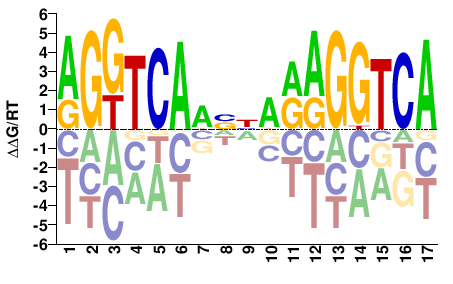 ΔΔG/RT
6
5
4
3
2
1
0
-1
-2
-3
-4
-5
-6
A G G T C A A C T A A A G G T C A
G T G G G G T
C A A G G C C C A G C C A C C A G
T C C C T G A T C T C C A G T C
T A A T T T A A G T
1 2 3 4 5 6 7 8 9 10 11 12 13 14 15 16 17